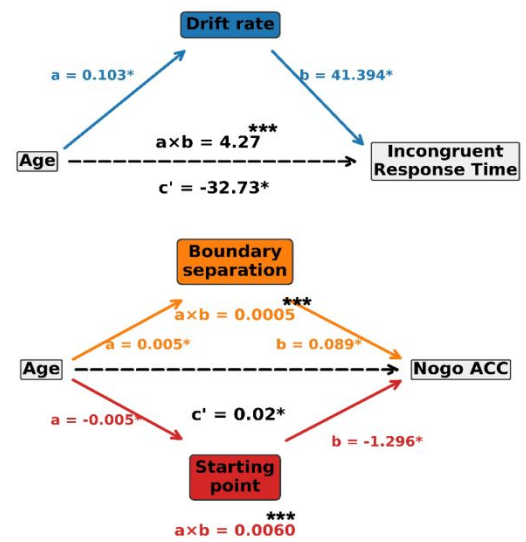 Drift rate
a = 0.103*
b = 41.394*
a×b = 4.27***
Age
Incongruent
Response Time
c' = -32.73*
Boundary
separation
a×b = 0.0005***
a = 0.005*
b = 0.089*
Age
Nogo ACC
c' = 0.02*
a = -0.005*
b = -1.296*
Starting
point
a×b = 0.0060***